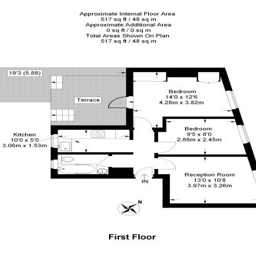 Approximate Internal Floor Area
517 sq ft / 48 sq m
Approximate Additional Area
0 sq ft / 0 sq m
Total Areas Shown On Plan
517 sq ft / 48 sq m
19'3 (5.88)
Terrace
Bedroom
14'0 x 12'6
4.28m x 3.82m
Kitchen
10'0 x 5'0
3.06m x 1.53m
Bedroom
9'5 x 8'0
2.88m x 2.45m
Reception Room
13'0 x 10'8
3.97m x 3.26m
IN
N
First Floor